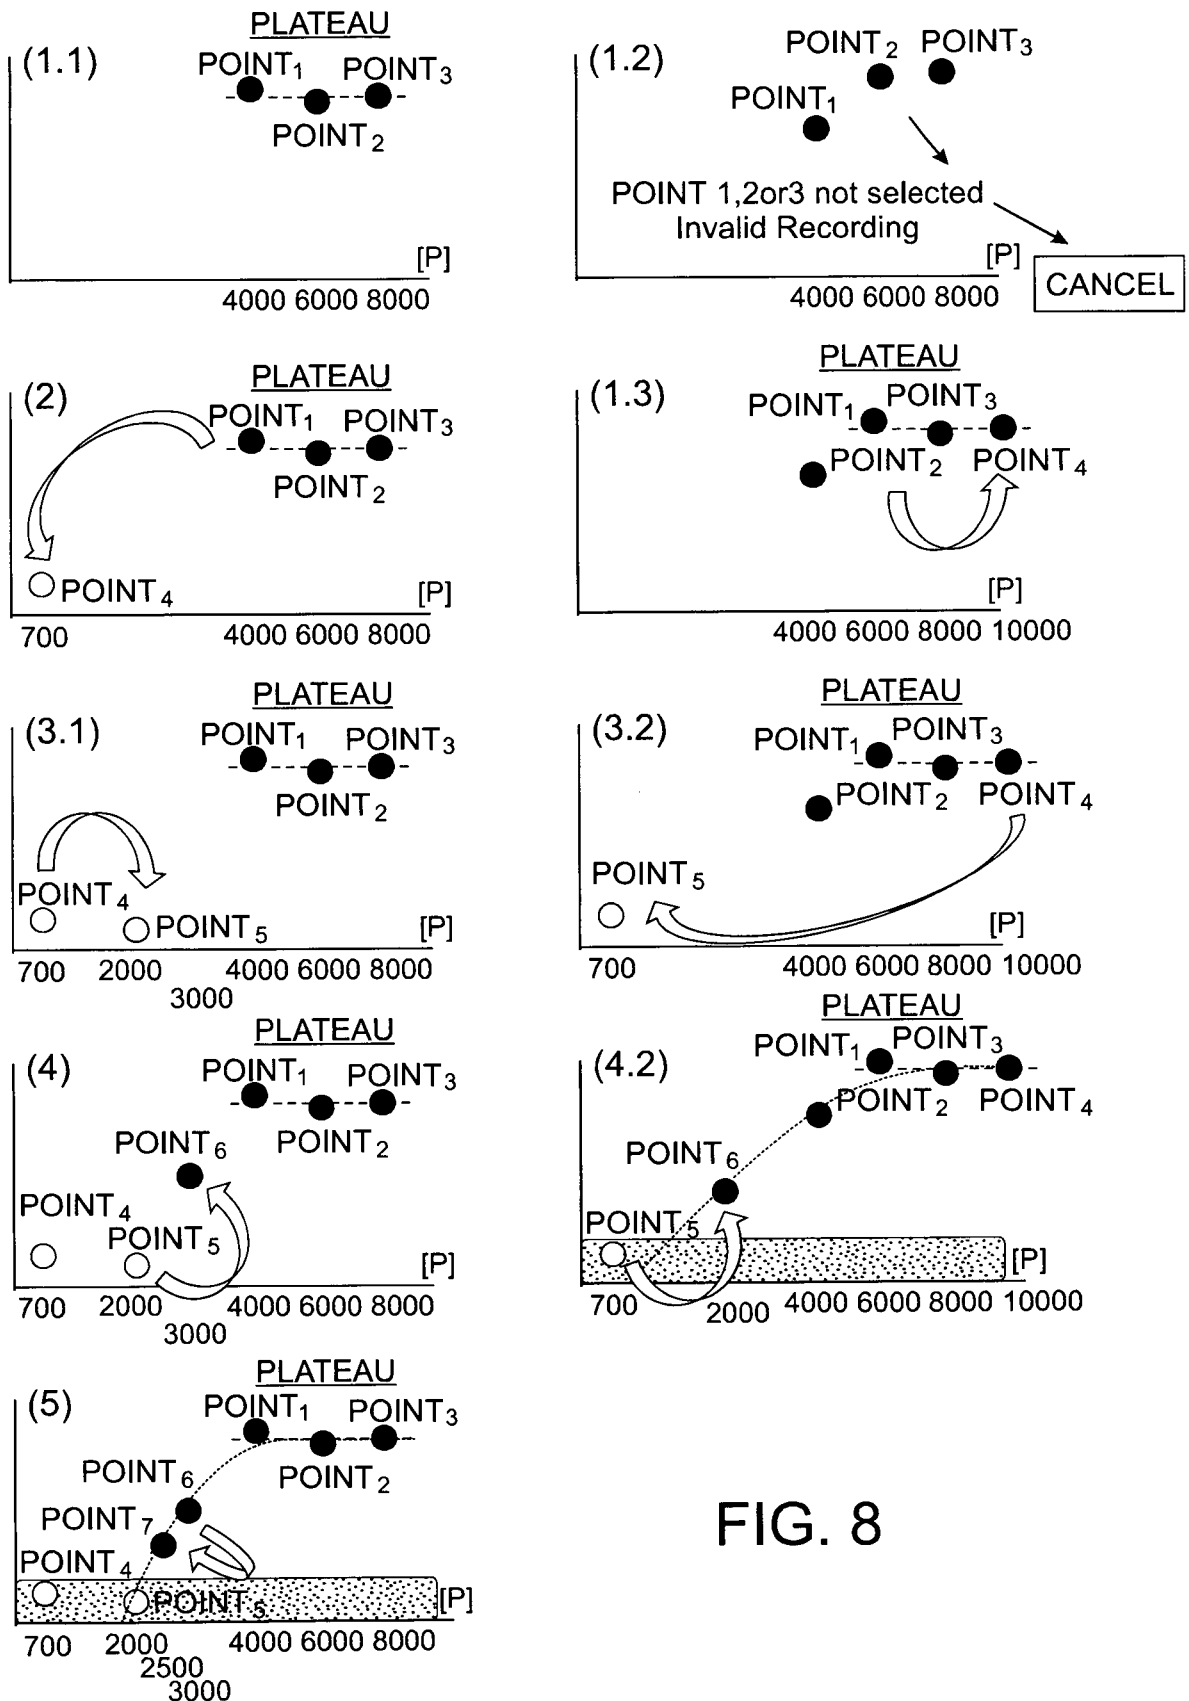 PLATEAU
(1.1)
POINT1 POINT3
POINT2
[P]
4000 6000 8000
(1.2)
POINT2 POINT3
POINT1
POINT 1,2or3 not selected
Invalid Recording
[P]
CANCEL
4000 6000 8000
PLATEAU
(2)
POINT1 POINT3
POINT2
POINT4
[P]
700 4000 6000 8000
PLATEAU
(1.3)
POINT1 POINT3
POINT2 POINT4
[P]
4000 6000 8000 10000
PLATEAU
(3.1)
POINT1 POINT3
POINT2
POINT4
POINT5
[P]
700 2000 4000 6000 8000
3000
PLATEAU
(3.2)
POINT1 POINT3
POINT2 POINT4
POINT5
[P]
700 4000 6000 8000 10000
PLATEAU
(4)
POINT1 POINT3
POINT2
POINT6
POINT4
POINT5
[P]
700 2000 4000 6000 8000
3000
PLATEAU
(4.2)
POINT1 POINT3
POINT2 POINT4
POINT6
POINT5
[P]
700 2000 4000 6000 8000 10000
PLATEAU
(5)
POINT1 POINT3
POINT2
POINT6
POINT7
POINT4
POINT5
[P]
700 2000 4000 6000 8000
2500
3000
FIG. 8